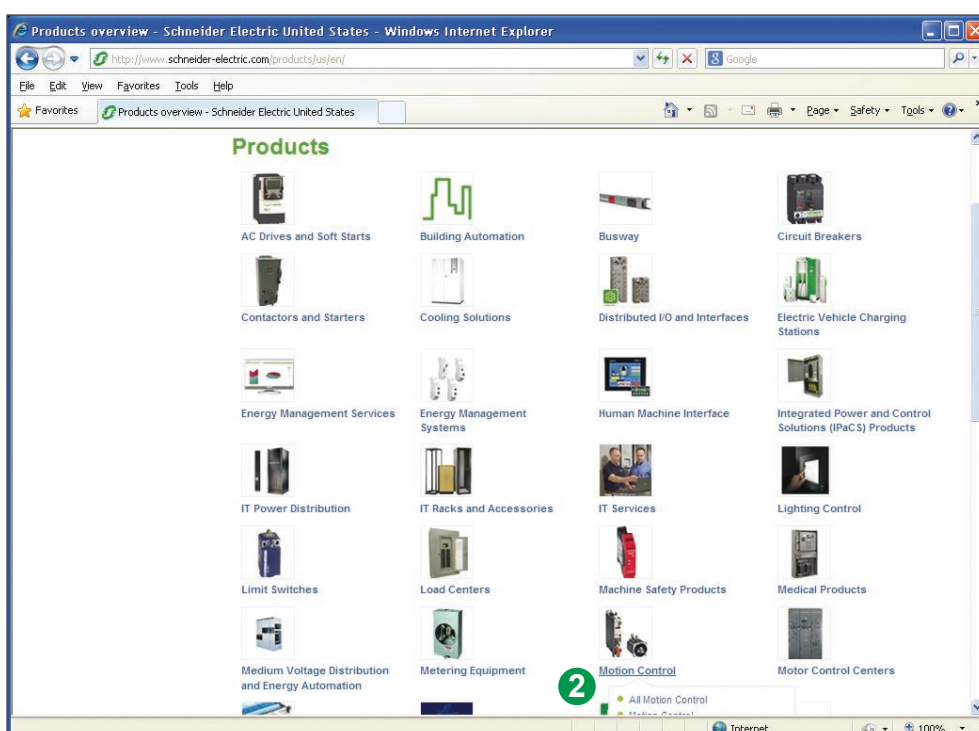 Products overview - Schneider Electric United States - Windows Internet Explorer
http://www.schneider-electric.com/products/us/en/
Google
File Edit View Favorites Tools Help
Favorites
Products overview - Schneider Electric United States
Page Safety Tools
Products
AC Drives and Soft Starts
Building Automation
Busway
Circuit Breakers
Contactors and Starters
Cooling Solutions
Distributed I/O and Interfaces
Electric Vehicle Charging
Stations
Energy Management Services
Energy Management
Systems
Human Machine Interface
Integrated Power and Control
Solutions (IPaCS) Products
IT Power Distribution
IT Racks and Accessories
IT Services
Lighting Control
Limit Switches
Load Centers
Machine Safety Products
Medical Products
Medium Voltage Distribution
and Energy Automation
Metering Equipment
Motion Control
Motor Control Centers
2
All Motion Control
Motion Control
Internet
100%